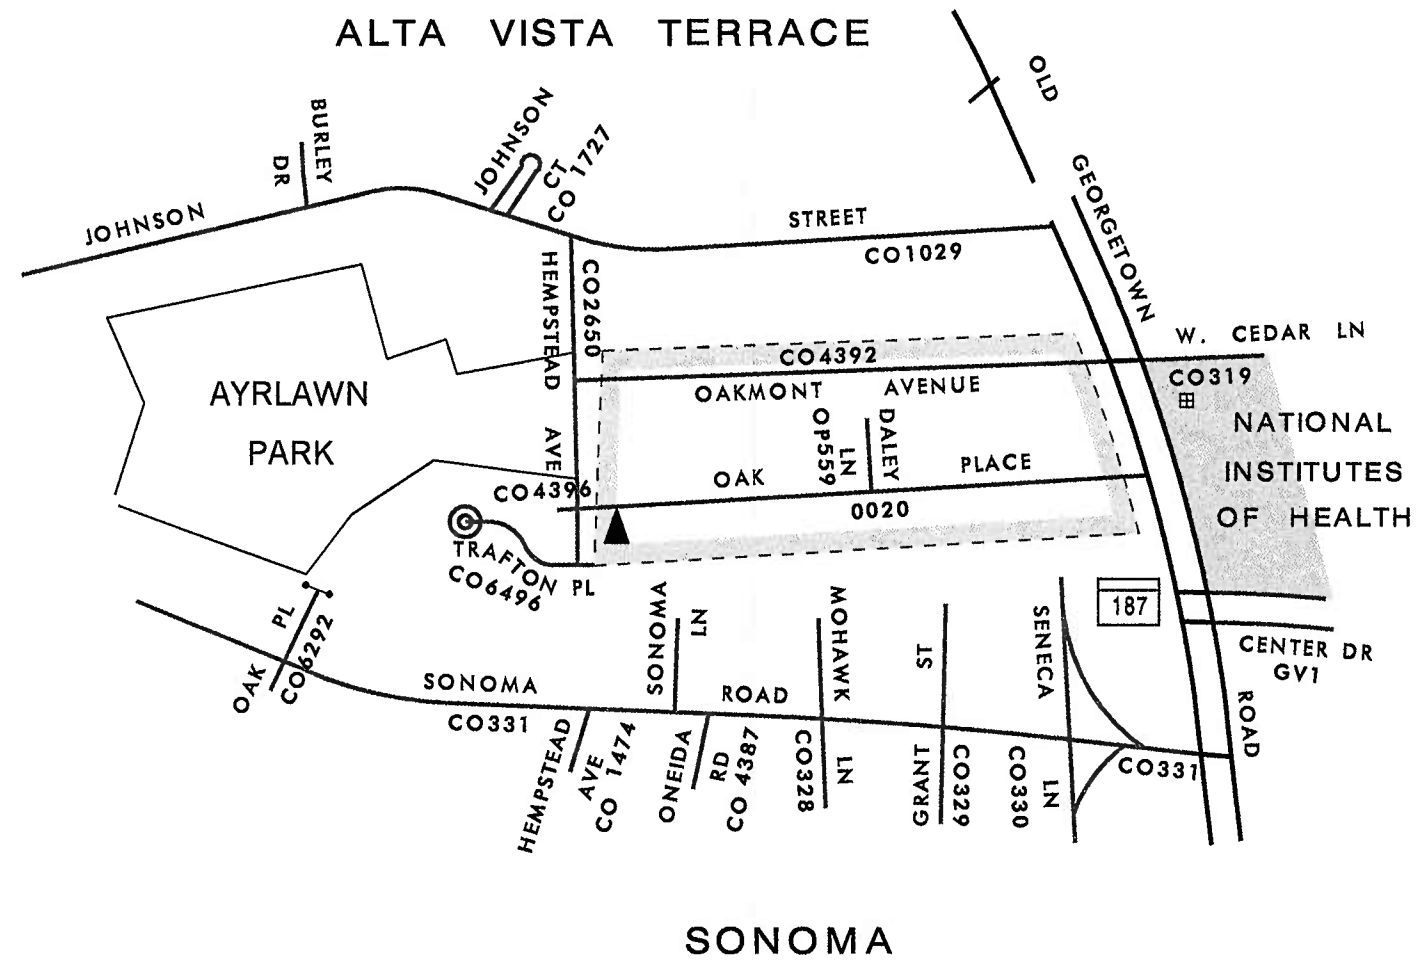 ALTA VISTA TERRACE
OLD
GEORGETOWN
ROAD
BURLEY
DR
JOHNSON
CT
CO 1727
JOHNSON
STREET
CO1029
HEMPSTEAD
AVE
CO2650
W. CEDAR LN
CO319
CO4392
OAKMONT AVENUE
AYRLAWN
PARK
NATIONAL
INSTITUTES
OF HEALTH
OP559
LN
DALEY
OAK PLACE
CO4396
0020
TRAFTON PL
CO6496
187
CENTER DR
GV1
OAK PL
CO6292
SONOMA
LN
MOHAWK
LN
CO328
GRANT
ST
CO329
SENECA
LN
CO330
SONOMA ROAD
CO331
CO331
HEMPSTEAD
AVE
CO 1474
ONEIDA
RD
CO 4387
SONOMA